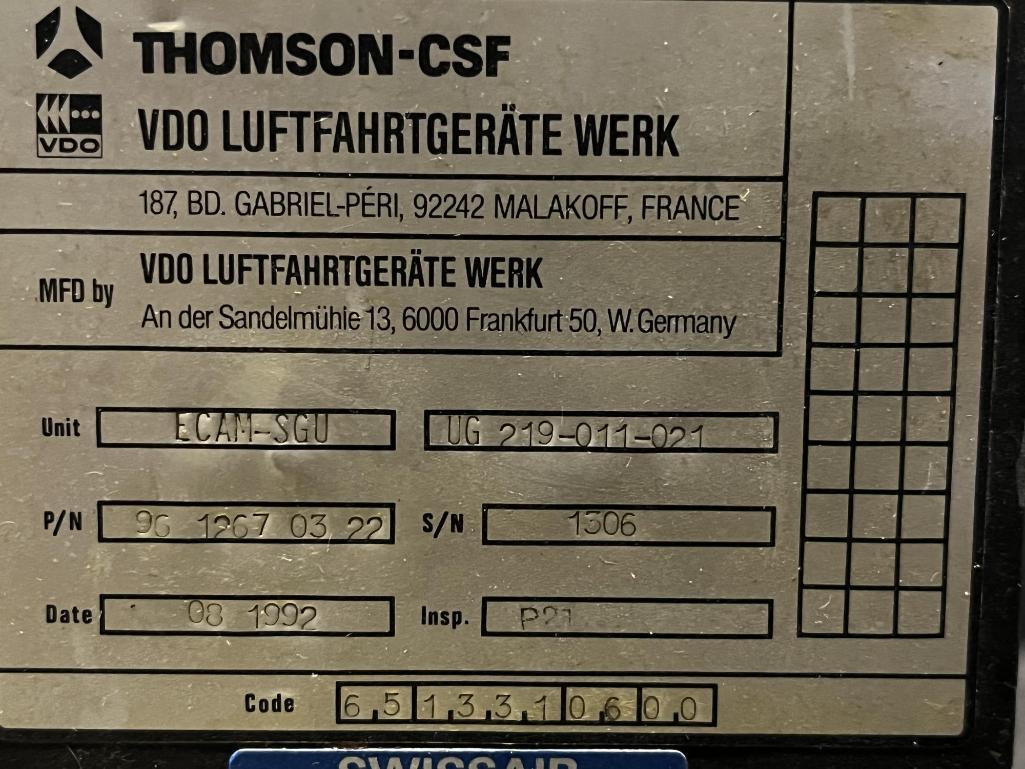 THOMSON-CSF
VDO
VDO LUFTFAHRTGERÄTE WERK
187, BD. GABRIEL-PÉRI, 92242 MALAKOFF, FRANCE
MFD by VDO LUFTFAHRTGERÄTE WERK
An der Sandelmühle 13, 6000 Frankfurt 50, W.Germany
Unit ECAM-SGU UG 219-011-021
P/N 96 1267 03 22 S/N 1306
Date 08 1992 Insp. P21
Code 6,5 1,3,3,1 0,6 0,0
SWISSAIR